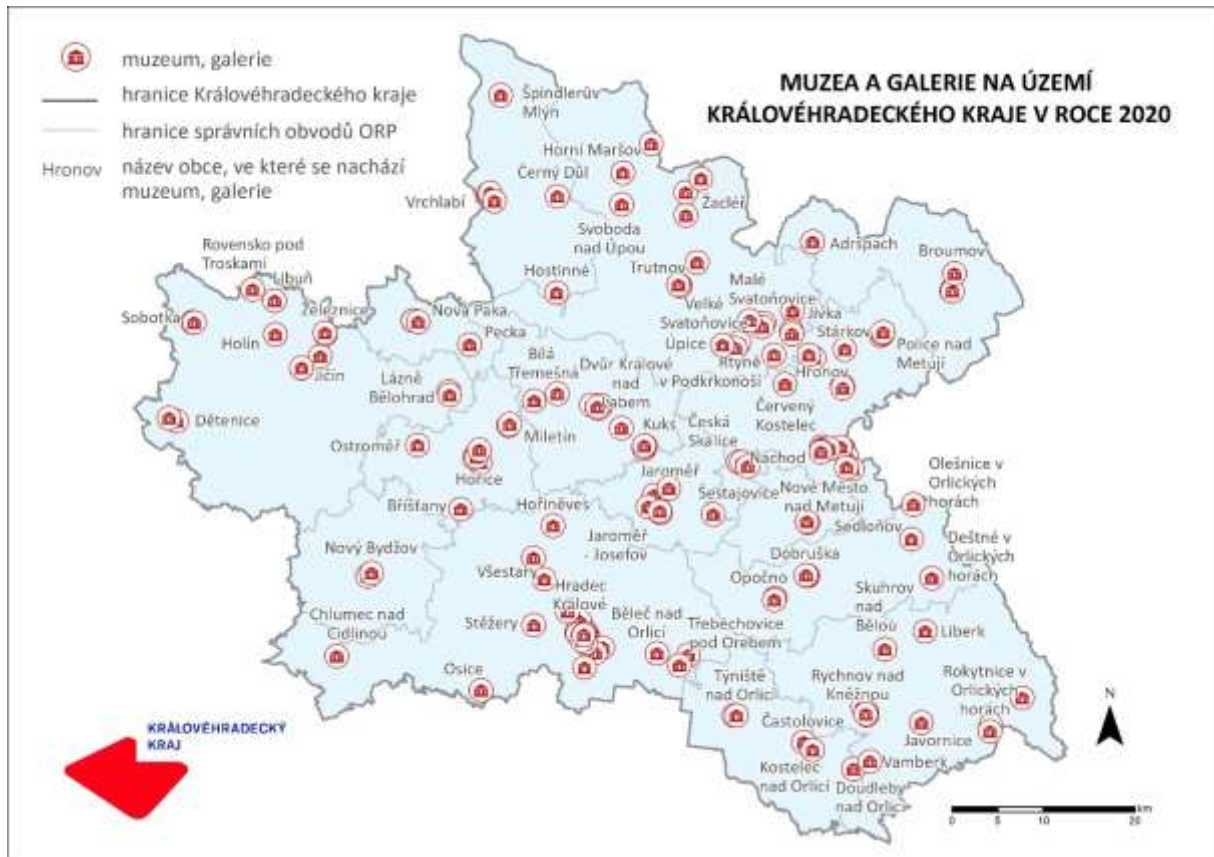 muzeum, galerie
hranice Královéhradeckého kraje
hranice správních obvodů ORP
Hronov
název obce, ve které se nachází
muzeum, galerie
MUZEA A GALERIE NA ÚZEMÍ
KRÁLOVÉHRADECKÉHO KRAJE V ROCE 2020
Špindlerův
Mlýn
Horní Maršov
Černý Důl
Vrchlabí
Žacléř
Svoboda
nad Úpou
Adršpach
Broumov
Rovensko pod
Troskami
Libuň
Hostinné
Trutnov
Malé
Svatoňovice
Velké
Svatoňovice
Jívka
Stárkov
Železnice
Sobotka
Nová Paka
Holín
Pecka
Úpice
Police nad
Metují
Rtyně
v Podkrkonoší
Hronov
Jičín
Lázně
Bělohrad
Bílá
Třemešná
Dvůr Králové
nad
Labem
Dětenice
Miletín
Kuks
Česká
Skalice
Červený
Kostelec
Ostroměř
Hořice
Náchod
Olešnice v
Orlických
horách
Jaroměř
Šestajovice
Nové Město
nad Metují
Bříšťany
Hořiněves
Jaroměř
- Josefov
Sedloňov
Deštné v
Orlických
horách
Nový Bydžov
Všestary
Dobruška
Opočno
Skuhrov
nad
Bělou
Hradec
Králové
Chlumec nad
Cidlinou
Stěžery
Běleč nad
Orlicí
Třebechovice
pod Orebem
Liberk
Osice
Týniště
nad Orlicí
Rychnov nad
Kněžnou
Rokytnice v
Orlických
horách
Častolovice
Javornice
Kostelec
nad Orlicí
Vamberk
Doudleby
nad Orlicí
KRÁLOVÉHRADECKÝ
KRAJ
N
km
0 5 10 20